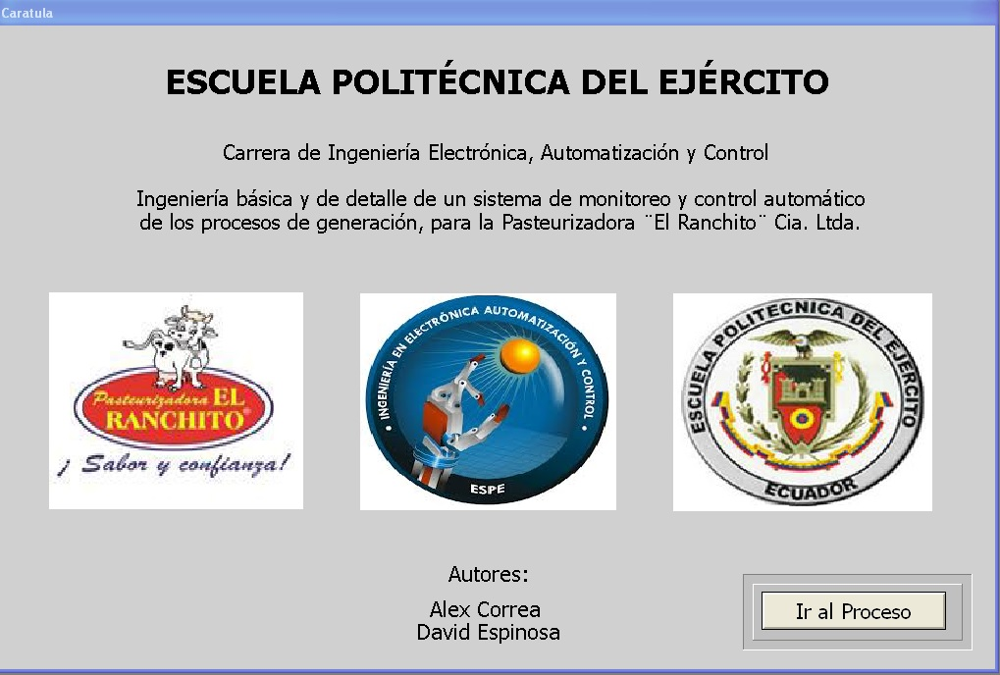 Caratula
ESCUELA POLITÉCNICA DEL EJÉRCITO
Carrera de Ingeniería Electrónica, Automatización y Control
Ingeniería básica y de detalle de un sistema de monitoreo y control automático
de los procesos de generación, para la Pasteurizadora ¨El Ranchito¨ Cia. Ltda.
Pasteurizadora EL
RANCHITO®
¡ Sabor y confianza!
• INGENIERÍA EN ELECTRÓNICA AUTOMATIZACIÓN Y CONTROL •
ESPE
ESCUELA POLITECNICA DEL EJÉRCITO
ECUADOR
Autores:
Alex Correa
David Espinosa
Ir al Proceso